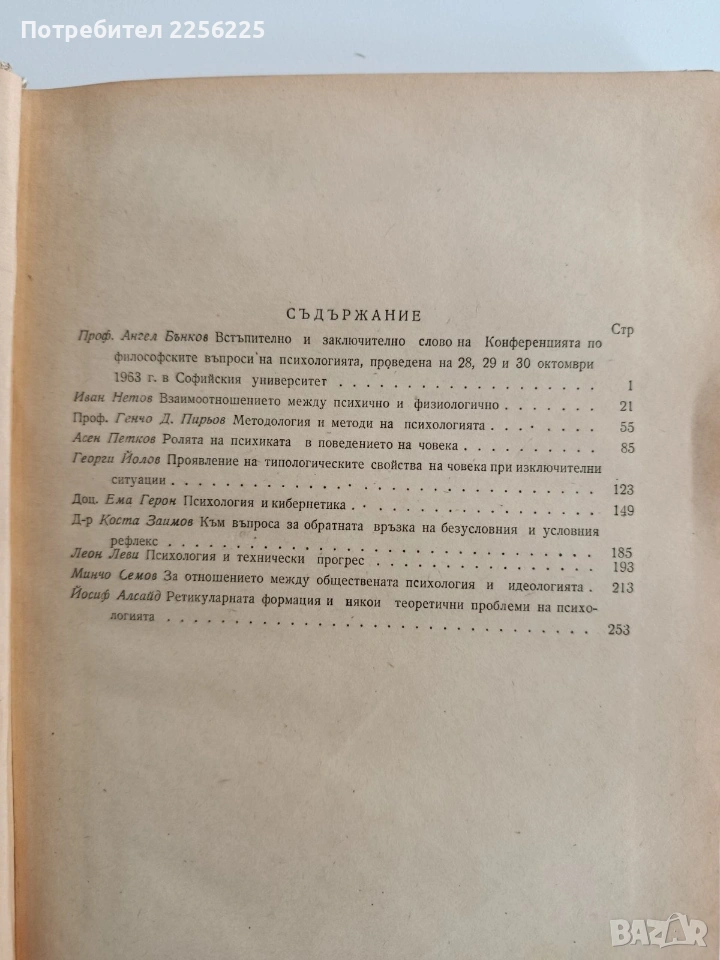 Потребител 2256225
СЪДЪРЖАНИЕ
Стр
Проф. Ангел Бънков Встъпително и заключително слово на Конференцията по
философските въпроси на психологията, проведена на 28, 29 и 30 октомври
1963 г. в Софийския университет . . . . . . . . . . . . . . . . . . 1
Иван Нетов Взаимоотношението между психично и физиологично . . . . . . . . 21
Проф. Генчо Д. Пирьов Методология и методи на психологията . . . . . . . . . 55
Асен Петков Ролята на психиката в поведението на човека . . . . . . . . . . 85
Георги Йолов Проявление на типологическите свойства на човека при изключителни
ситуации . . . . . . . . . . . . . . . . . . . . . . . . . . . . . 123
Доц. Ема Герон Психология и кибернетика . . . . . . . . . . . . . . . . . . 149
Д-р Коста Заимов Към въпроса за обратната връзка на безусловния и условния
рефлекс . . . . . . . . . . . . . . . . . . . . . . . . . . . . . 185
Леон Леви Психология и технически прогрес . . . . . . . . . . . . . . . . . 193
Минчо Семов За отношението между обществената психология и идеологията . 213
Йосиф Алсайд Ретикуларната формация и някои теоретични проблеми на психо-
логията . . . . . . . . . . . . . . . . . . . . . . . . . . . . . 253
BAZAR